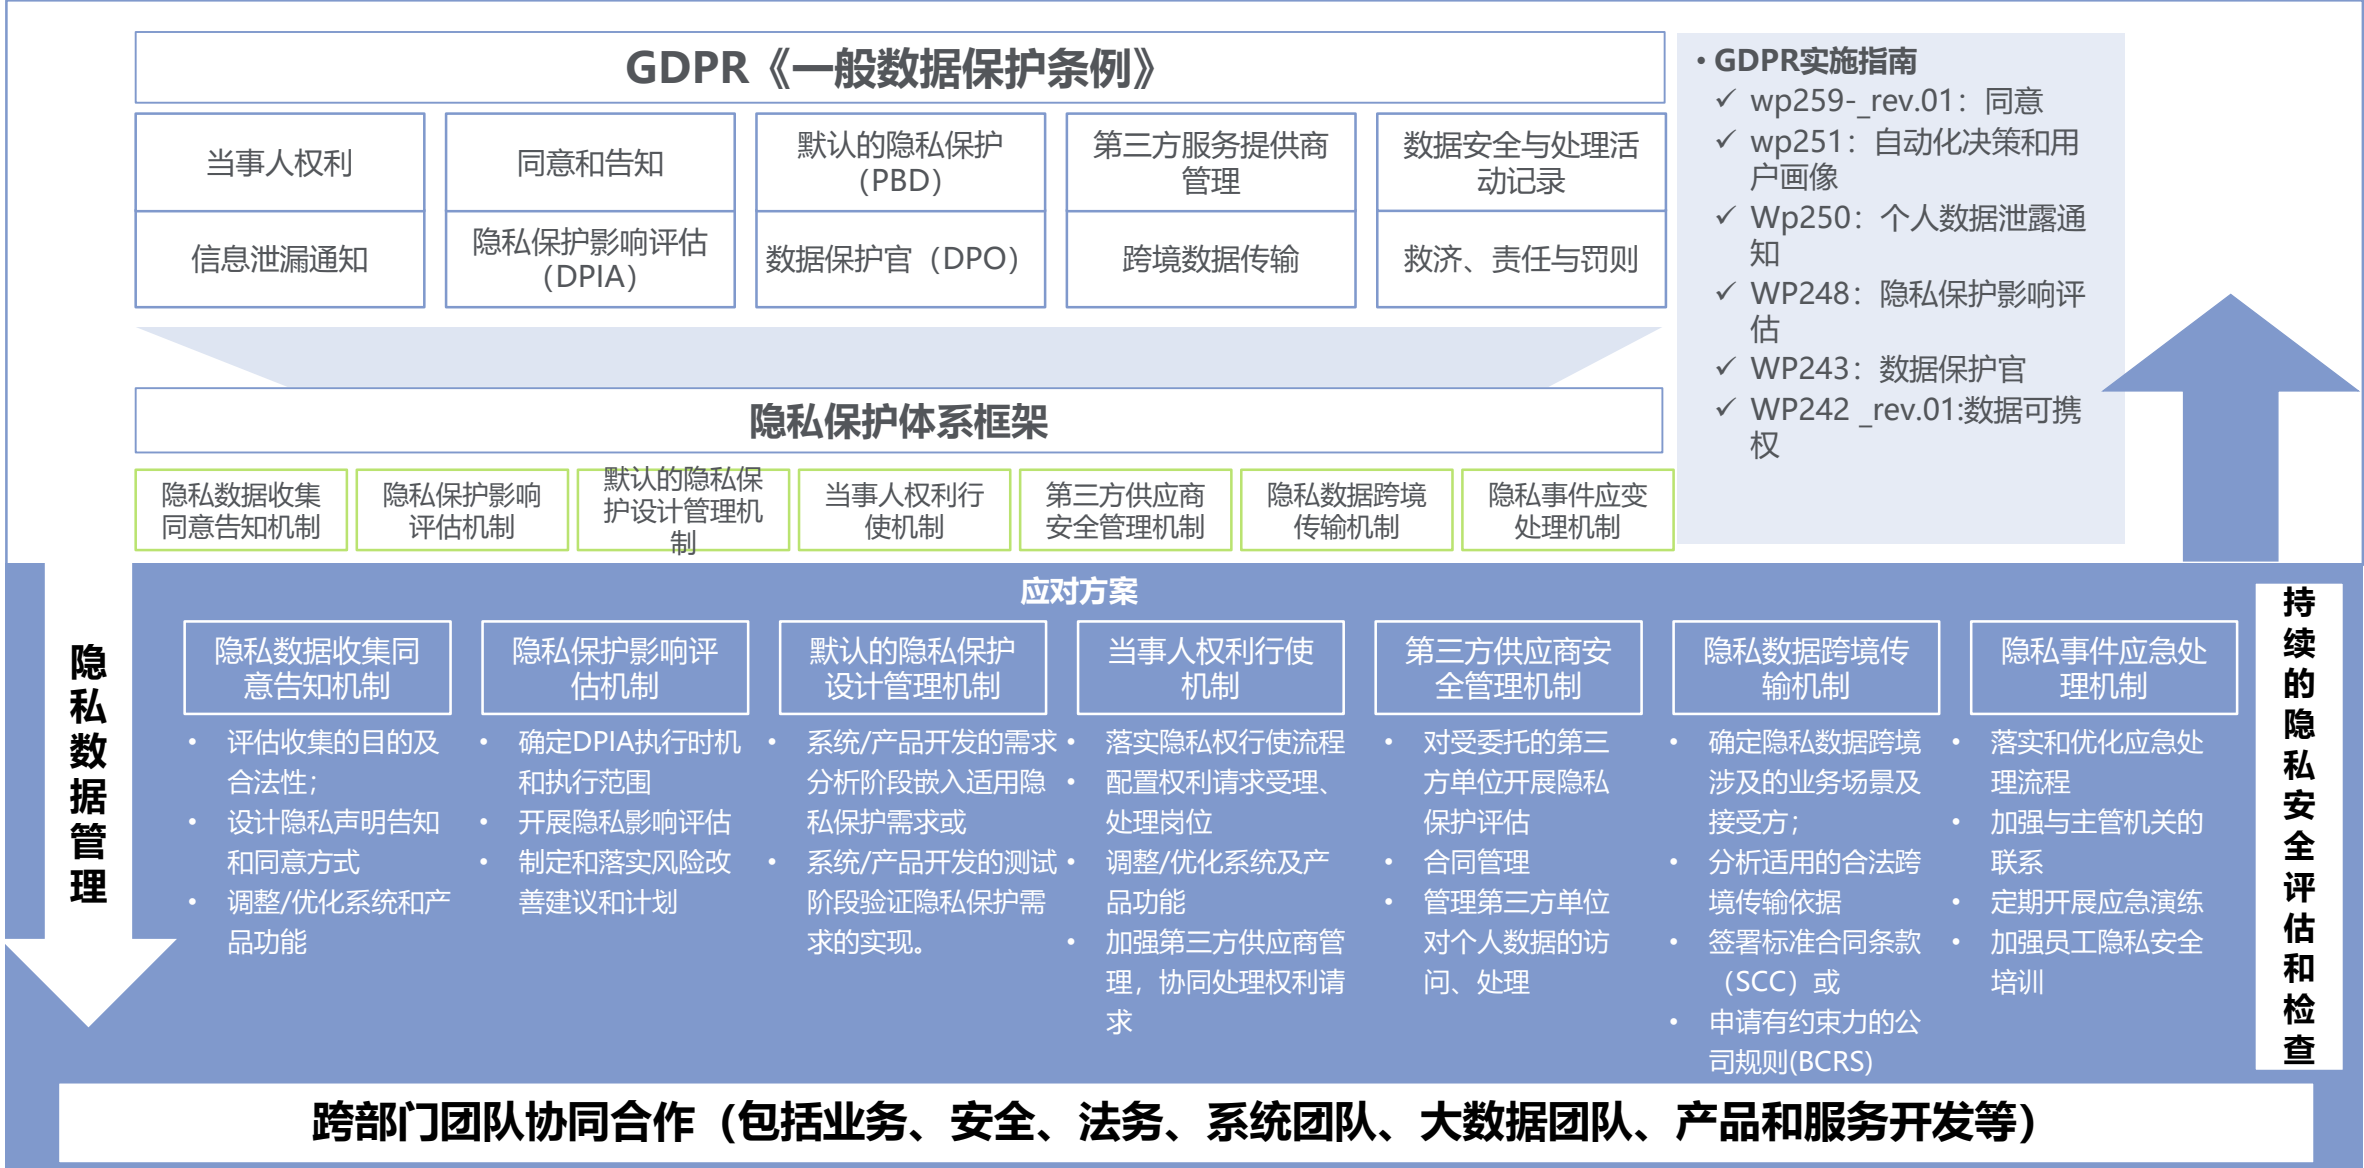 GDPR《一般数据保护条例》
当事人权利
同意和告知
默认的隐私保护
（PBD）
第三方服务提供商
管理
数据安全与处理活
动记录
信息泄漏通知
隐私保护影响评估
（DPIA）
数据保护官（DPO）
跨境数据传输
救济、责任与罚则
• GDPR实施指南
✓ wp259-_rev.01：同意
✓ wp251：自动化决策和用
户画像
✓ Wp250：个人数据泄露通
知
✓ WP248：隐私保护影响评
估
✓ WP243：数据保护官
✓ WP242 _rev.01:数据可携
权
隐私保护体系框架
隐私数据收集
同意告知机制
隐私保护影响
评估机制
默认的隐私保
护设计管理机
制
当事人权利行
使机制
第三方供应商
安全管理机制
隐私数据跨境
传输机制
隐私事件应变
处理机制
隐私数据管理
应对方案
隐私数据收集同
意告知机制
• 评估收集的目的及
合法性；
• 设计隐私声明告知
和同意方式
• 调整/优化系统和产
品功能
隐私保护影响评
估机制
• 确定DPIA执行时机
和执行范围
• 开展隐私影响评估
• 制定和落实风险改
善建议和计划
默认的隐私保护
设计管理机制
• 系统/产品开发的需求
分析阶段嵌入适用隐
私保护需求或
• 系统/产品开发的测试
阶段验证隐私保护需
求的实现。
当事人权利行使
机制
• 落实隐私权行使流程
• 配置权利请求受理、
处理岗位
• 调整/优化系统及产
品功能
• 加强第三方供应商管
理，协同处理权利请
求
第三方供应商安
全管理机制
• 对受委托的第三
方单位开展隐私
保护评估
• 合同管理
• 管理第三方单位
对个人数据的访
问、处理
隐私数据跨境传
输机制
• 确定隐私数据跨境
涉及的业务场景及
接受方；
• 分析适用的合法跨
境传输依据
• 签署标准合同条款
（SCC）或
• 申请有约束力的公
司规则(BCRS)
隐私事件应急处
理机制
• 落实和优化应急处
理流程
• 加强与主管机关的
联系
• 定期开展应急演练
• 加强员工隐私安全
培训
持续的隐私安全评估和检查
跨部门团队协同合作（包括业务、安全、法务、系统团队、大数据团队、产品和服务开发等）